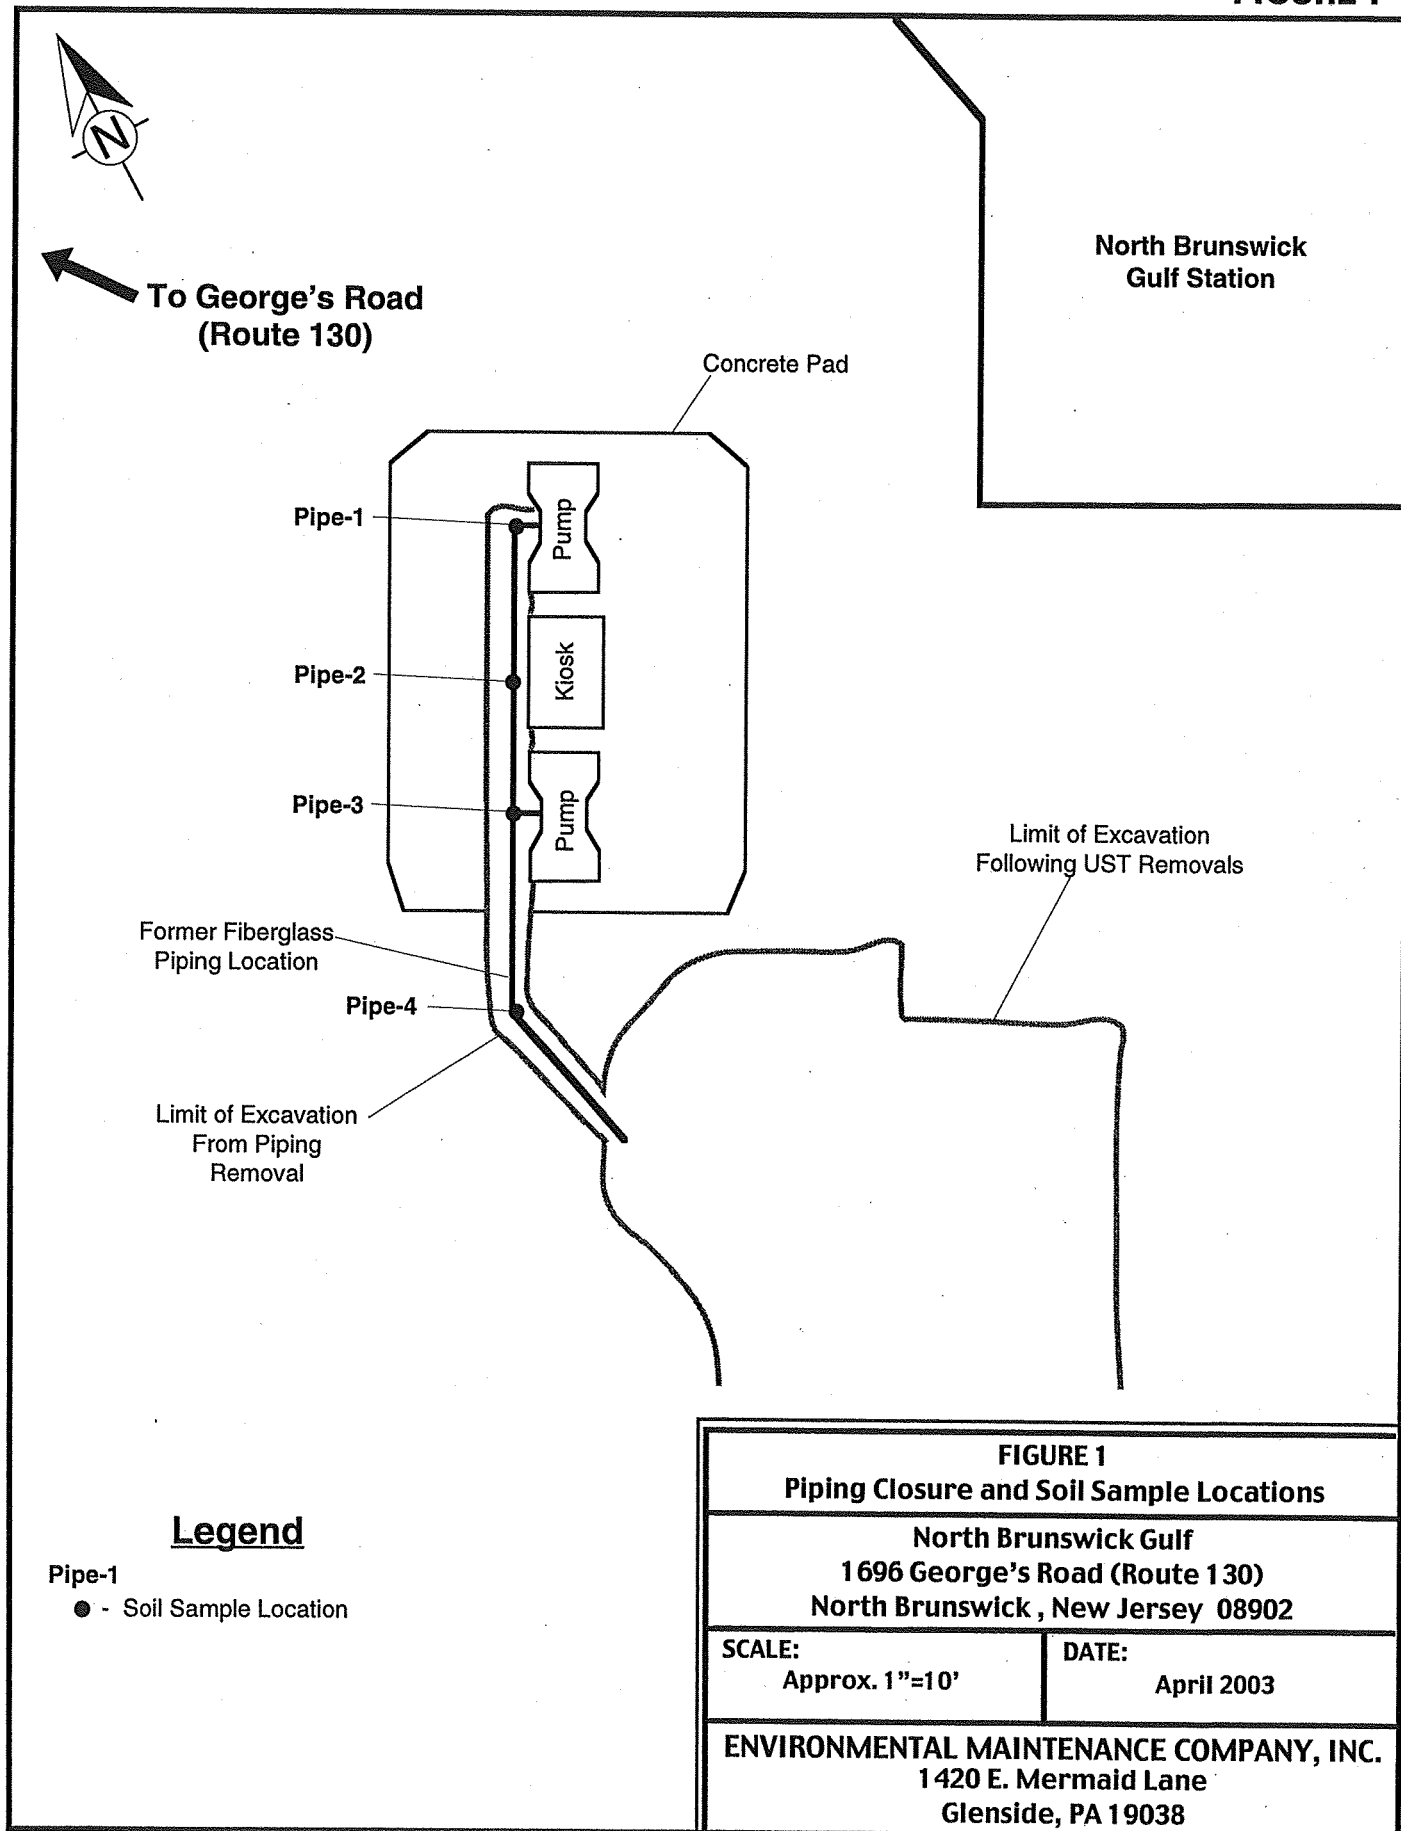 N
North Brunswick
Gulf Station
To George's Road
(Route 130)
Concrete Pad
Pipe-1
Pump
Pipe-2
Kiosk
Pipe-3
Pump
Limit of Excavation
Following UST Removals
Former Fiberglass
Piping Location
Pipe-4
Limit of Excavation
From Piping
Removal
Legend
Pipe-1
- Soil Sample Location
FIGURE 1
Piping Closure and Soil Sample Locations
North Brunswick Gulf
1696 George's Road (Route 130)
North Brunswick , New Jersey 08902
SCALE:
Approx. 1"=10'
DATE:
April 2003
ENVIRONMENTAL MAINTENANCE COMPANY, INC.
1420 E. Mermaid Lane
Glenside, PA 19038